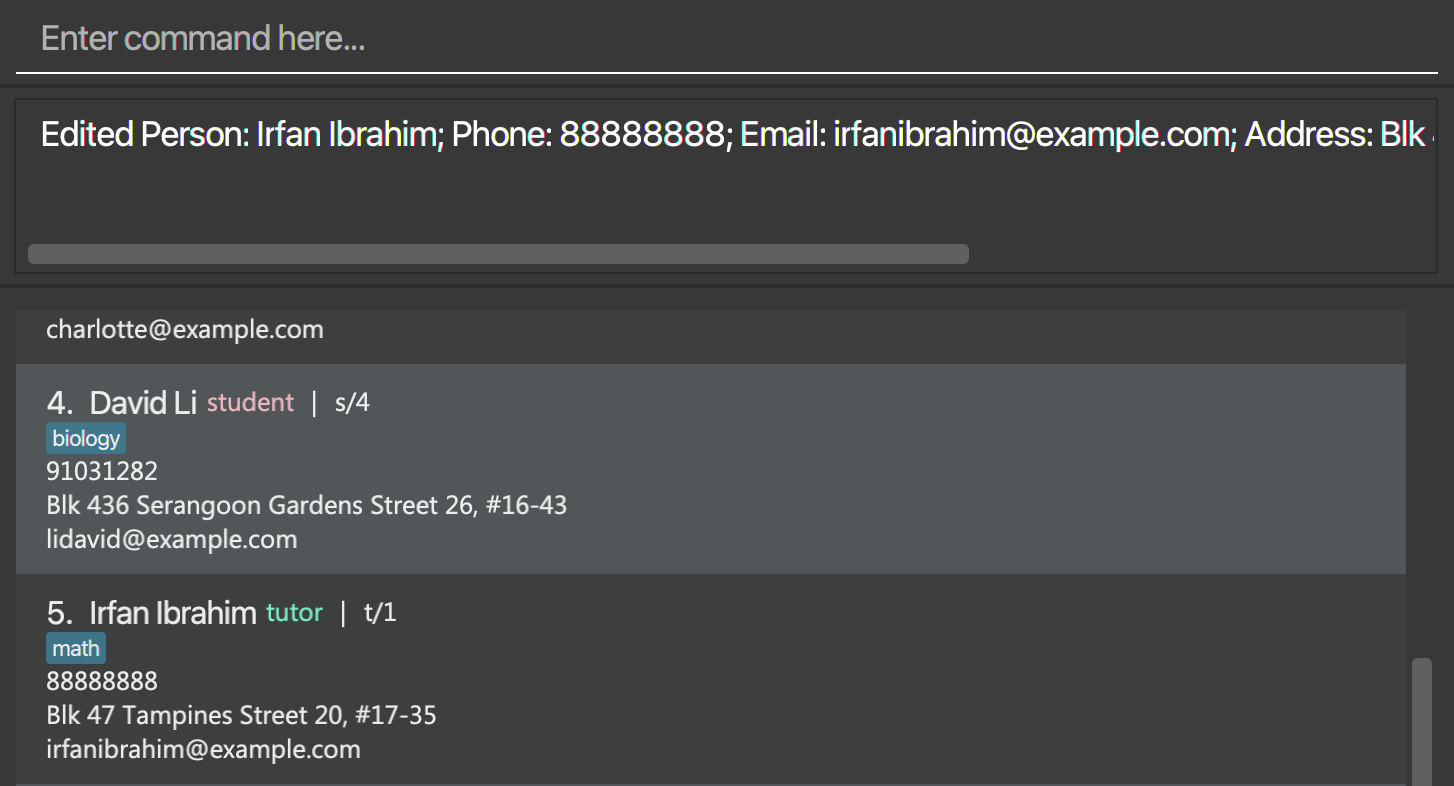 Enter command here...
Edited Person: Irfan Ibrahim; Phone: 88888888; Email: irfanibrahim@example.com; Address: Blk
charlotte@example.com
4. David Li student | s/4
biology
91031282
Blk 436 Serangoon Gardens Street 26, #16-43
lidavid@example.com
5. Irfan Ibrahim tutor | t/1
math
88888888
Blk 47 Tampines Street 20, #17-35
irfanibrahim@example.com